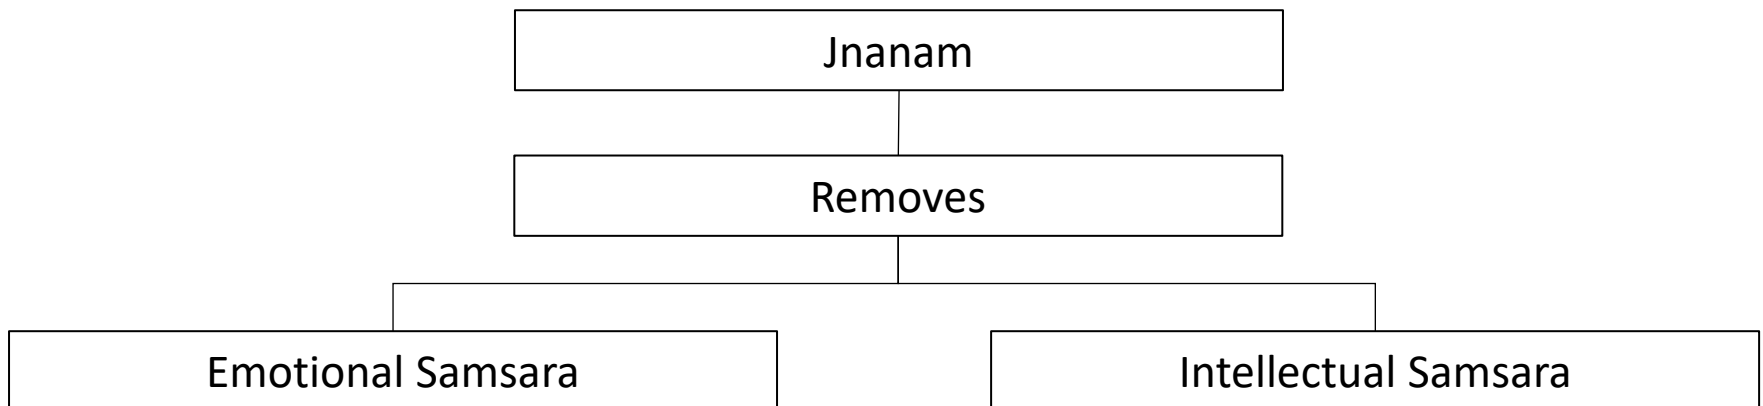 Jnanam
Removes
Emotional Samsara
Intellectual Samsara